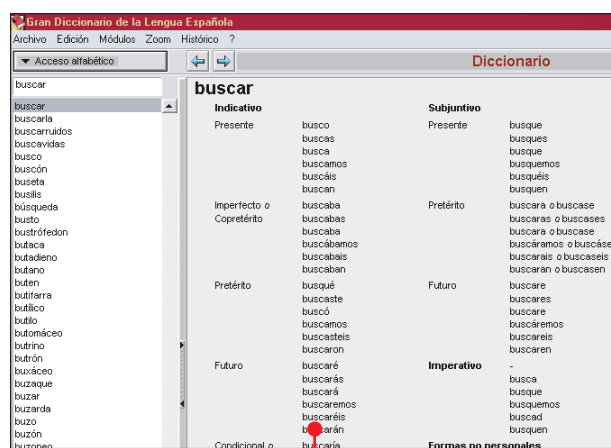 Gran Diccionario de la Lengua Española
Archivo Edición Módulos Zoom Histórico ?
Acceso alfabético
Diccionario
buscar
buscar
buscarla
buscarruidos
buscavidas
busco
buscón
buseta
busilis
búsqueda
busto
bustrófedon
butaca
butadieno
butano
buten
butifarra
butílico
butilo
butomáceo
butrino
butrón
buxáceo
buzaque
buzar
buzarda
buzo
buzón
buzoneo
buscar
Indicativo Subjuntivo
Presente busco Presente busque
buscas busques
busca busque
buscamos busquemos
buscáis busquéis
buscan busquen
Imperfecto o buscaba Pretérito buscara o buscase
Copretérito buscabas buscaras o buscases
buscaba buscara o buscase
buscábamos buscáramos o buscáse
buscabais buscarais o buscaseis
buscaban buscaran o buscasen
Pretérito busqué Futuro buscare
buscaste buscares
buscó buscare
buscamos buscáremos
buscasteis buscareis
buscaron buscaren
Futuro buscaré Imperativo -
buscarás busca
buscará busque
buscaremos busquemos
buscaréis buscad
buscarán busquen
Condicional o buscaría Formas no personales